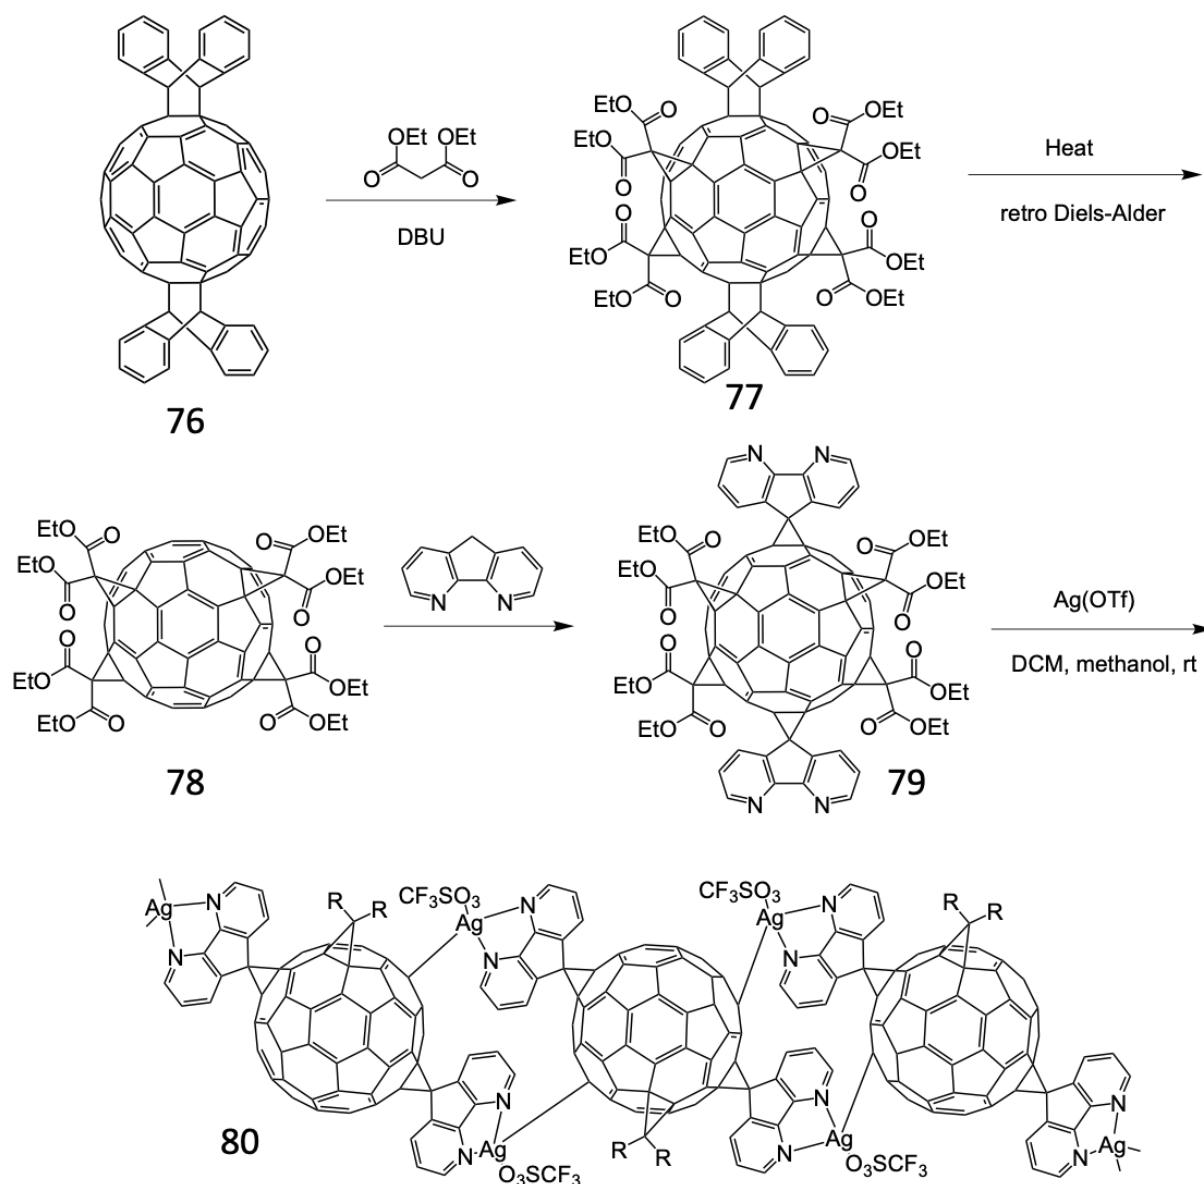 OEt OEt
O O
DBU
76
EtO O
EtO
O
O OEt
OEt
O
O
EtO
EtO O
O
OEt
O OEt
77
Heat
retro Diels-Alder
EtO O
EtO
O
O OEt
OEt
O
O
EtO
EtO O
O
OEt
O OEt
78
N N
N N
EtO O
EtO
O
O OEt
OEt
O
O
EtO
EtO O
O
OEt
O OEt
N N
79
Ag(OTf)
DCM, methanol, rt
Ag N
N
R R
CF3SO3
Ag N
N
CF3SO3
Ag N
N
R R
N
N Ag
O3SCF3
R R
N
N Ag
O3SCF3
N
N Ag
80